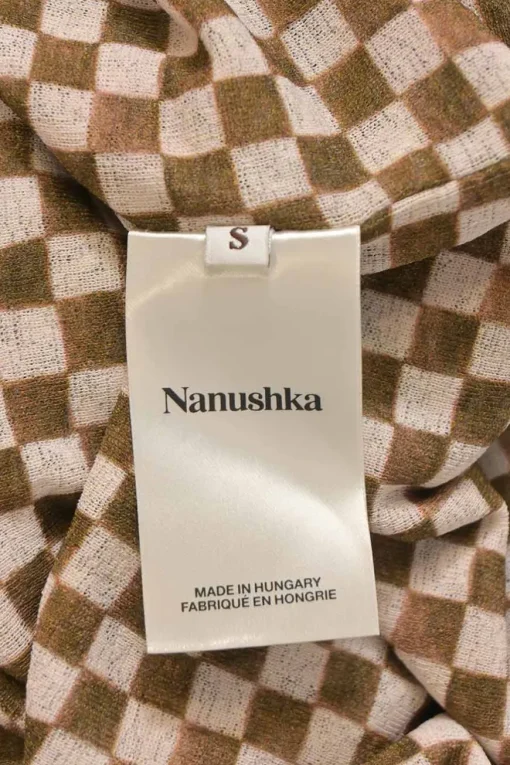 S
Nanushka
MADE IN HUNGARY
FABRIQUÉ EN HONGRIE